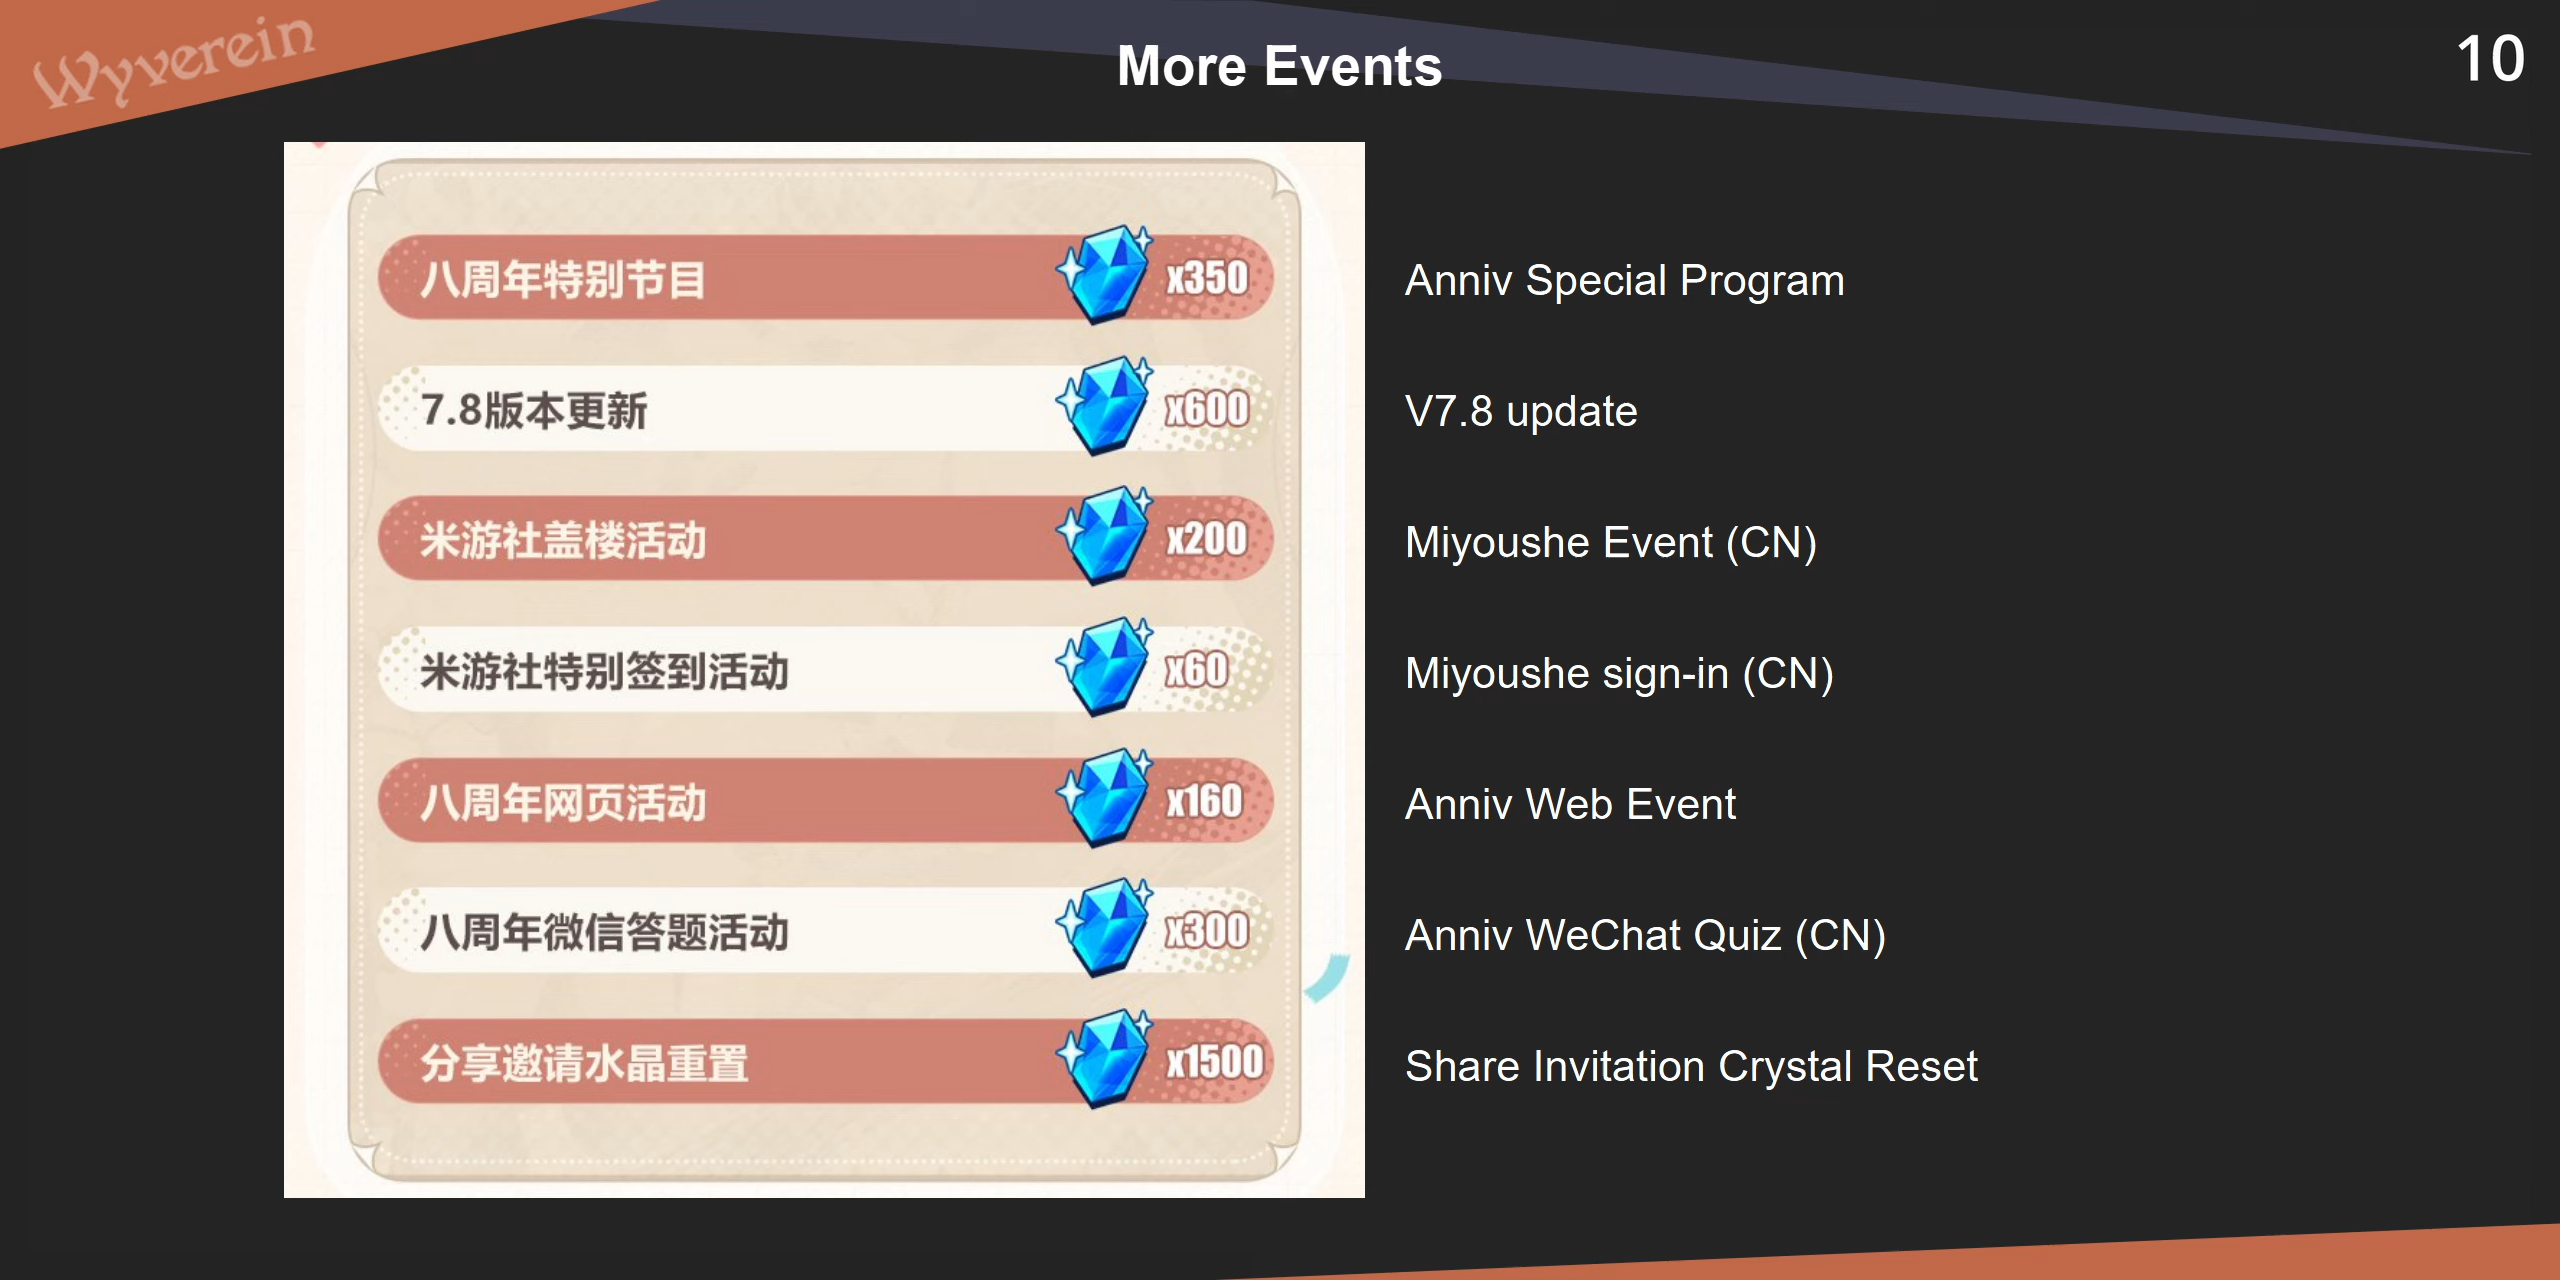 Wyverein
More Events
10
八周年特别节目 x350 Anniv Special Program
7.8版本更新 x600 V7.8 update
米游社盖楼活动 x200 Miyoushe Event (CN)
米游社特别签到活动 x60 Miyoushe sign-in (CN)
八周年网页活动 x160 Anniv Web Event
八周年微信答题活动 x300 Anniv WeChat Quiz (CN)
分享邀请水晶重置 x1500 Share Invitation Crystal Reset